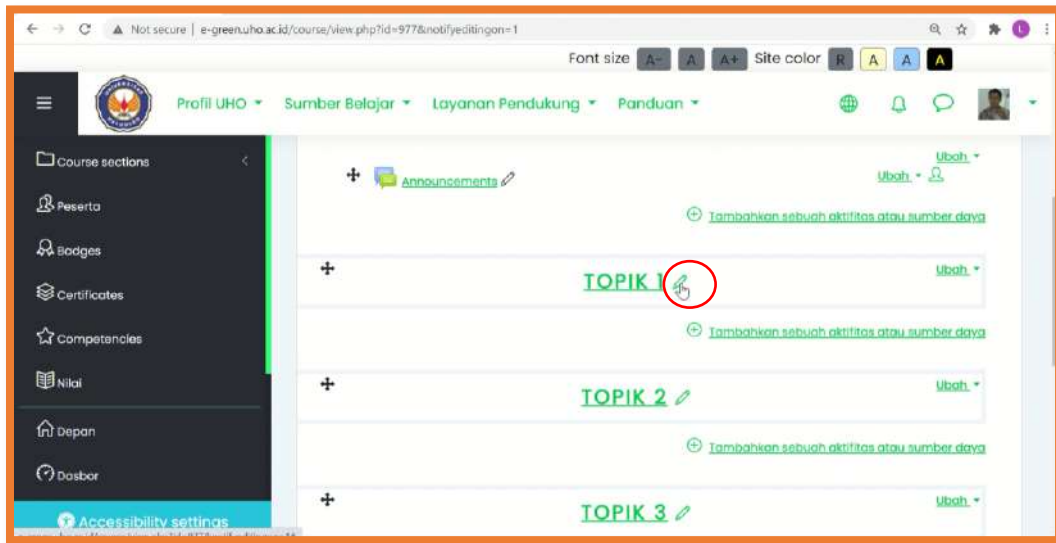 Not secure | e-green.uho.ac.id/course/view.php?id=977&notifyeditingon=1
L
Font size A- A A+ Site color R A A A
Profil UHO Sumber Belajar Layanan Pendukung Panduan
Course sections
Peserta
Badges
Certificates
Competencies
Nilai
Depan
Dasbor
Accessibility settings
Ubah
Announcements
Ubah
Tambahkan sebuah aktifitas atau sumber daya
TOPIK 1
Ubah
Tambahkan sebuah aktifitas atau sumber daya
TOPIK 2
Ubah
Tambahkan sebuah aktifitas atau sumber daya
TOPIK 3
Ubah